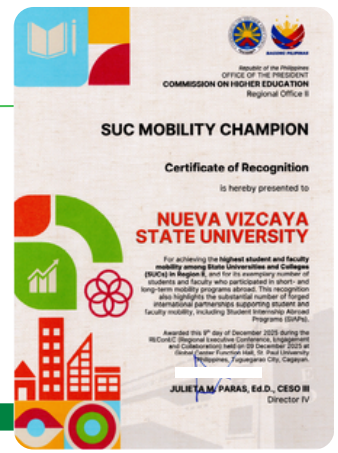 BAGONG PILIPINAS
Republic of the Philippines
OFFICE OF THE PRESIDENT
COMMISSION ON HIGHER EDUCATION
Regional Office II
SUC MOBILITY CHAMPION
Certificate of Recognition
is hereby presented to
NUEVA VIZCAYA
STATE UNIVERSITY
For achieving the highest student and faculty
mobility among State Universities and Colleges
(SUCs) in Region II, and for its exemplary number of
students and faculty who participated in short- and
long-term mobility programs abroad. This recognition
also highlights the substantial number of forged
international partnerships supporting student and
faculty mobility, including Student Internship Abroad
Programs (SIAPs).
Awarded this 9th day of December 2025 during the
REConEC (Regional Executive Conference, Engagement
and Collaboration) held on 09 December 2025 at
Global Center Function Hall, St. Paul University
Philippines, Tuguegarao City, Cagayan.
JULIETA M. PARAS, Ed.D., CESO III
Director IV